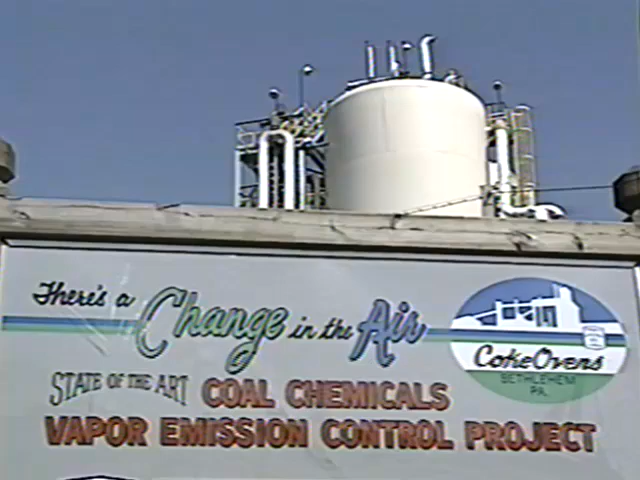 There's a Change in the Air
STATE OF THE ART COAL CHEMICALS
VAPOR EMISSION CONTROL PROJECT
Coke Ovens
BETHLEHEM
PA.